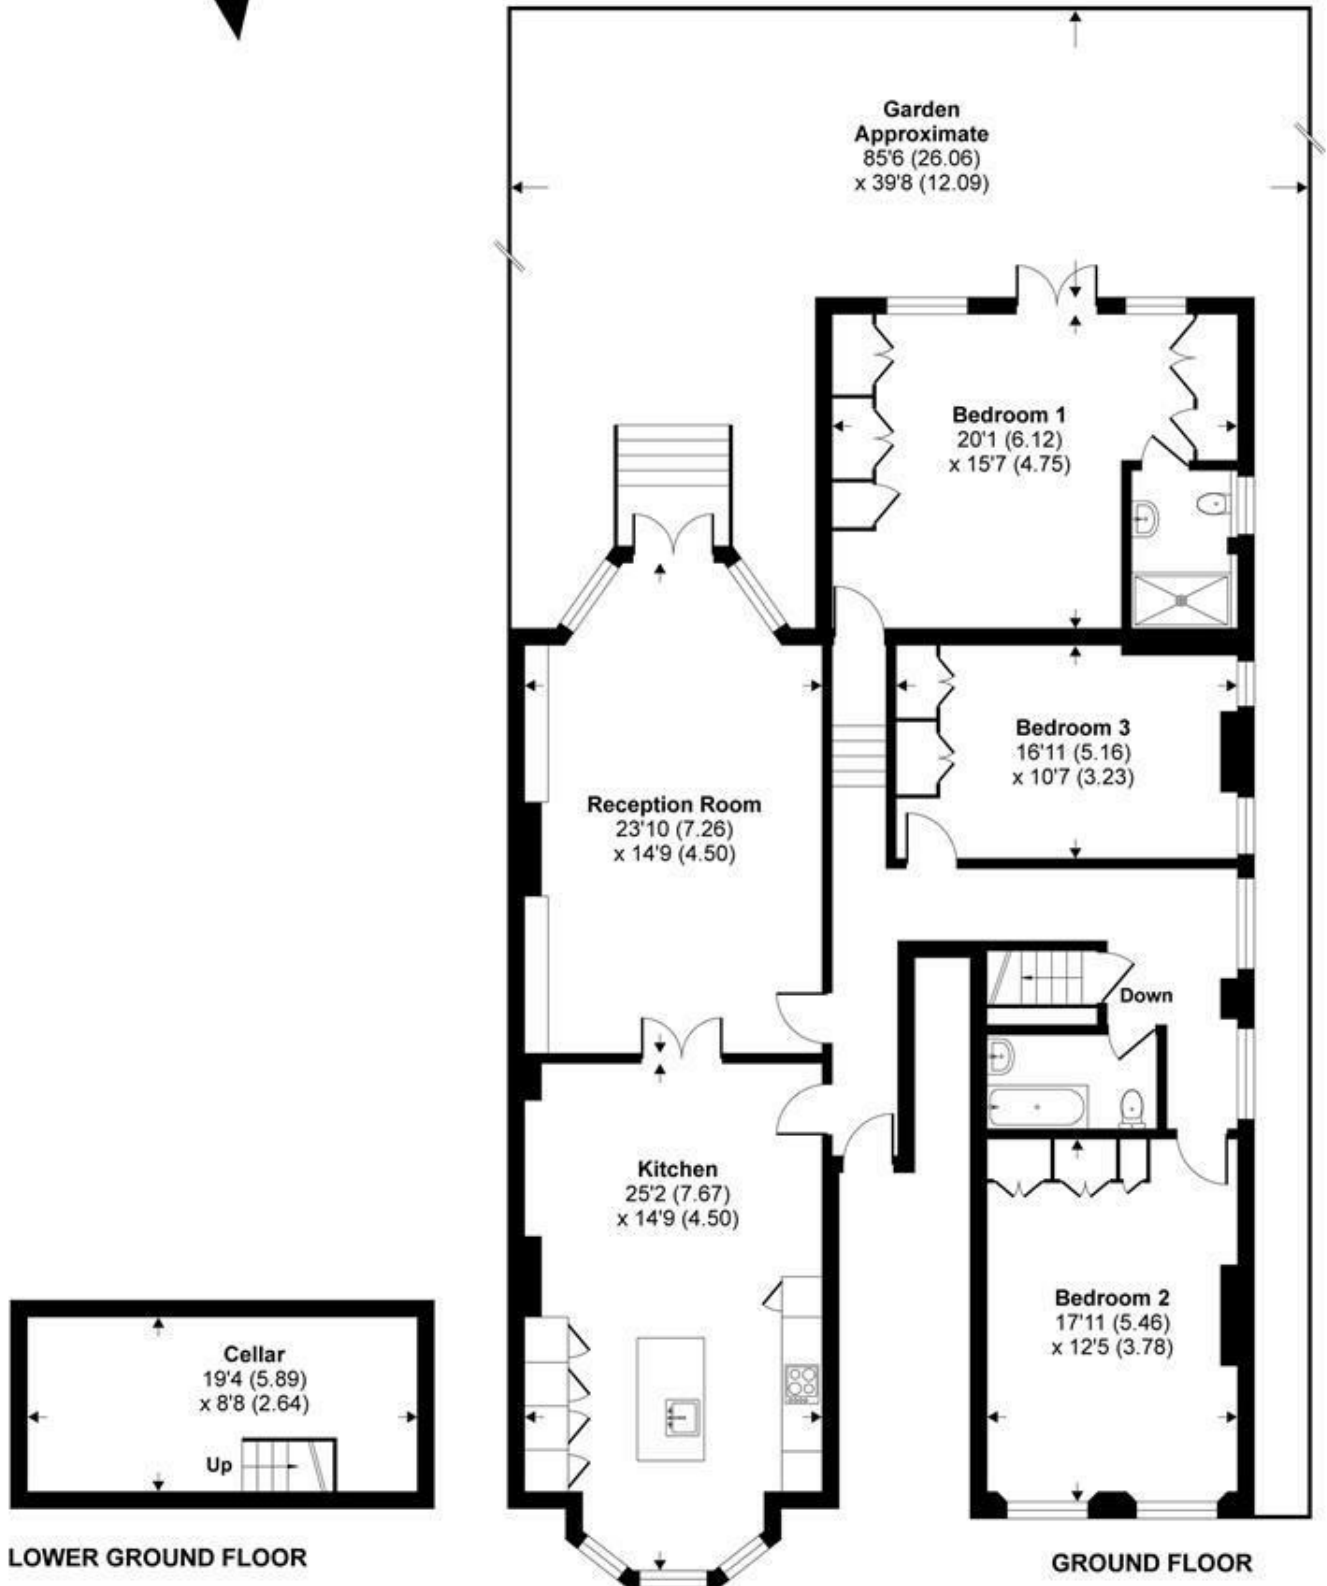 Garden
Approximate
85'6 (26.06)
x 39'8 (12.09)
Bedroom 1
20'1 (6.12)
x 15'7 (4.75)
Bedroom 3
16'11 (5.16)
x 10'7 (3.23)
Reception Room
23'10 (7.26)
x 14'9 (4.50)
Down
Kitchen
25'2 (7.67)
x 14'9 (4.50)
Bedroom 2
17'11 (5.46)
x 12'5 (3.78)
Cellar
19'4 (5.89)
x 8'8 (2.64)
Up
LOWER GROUND FLOOR
GROUND FLOOR